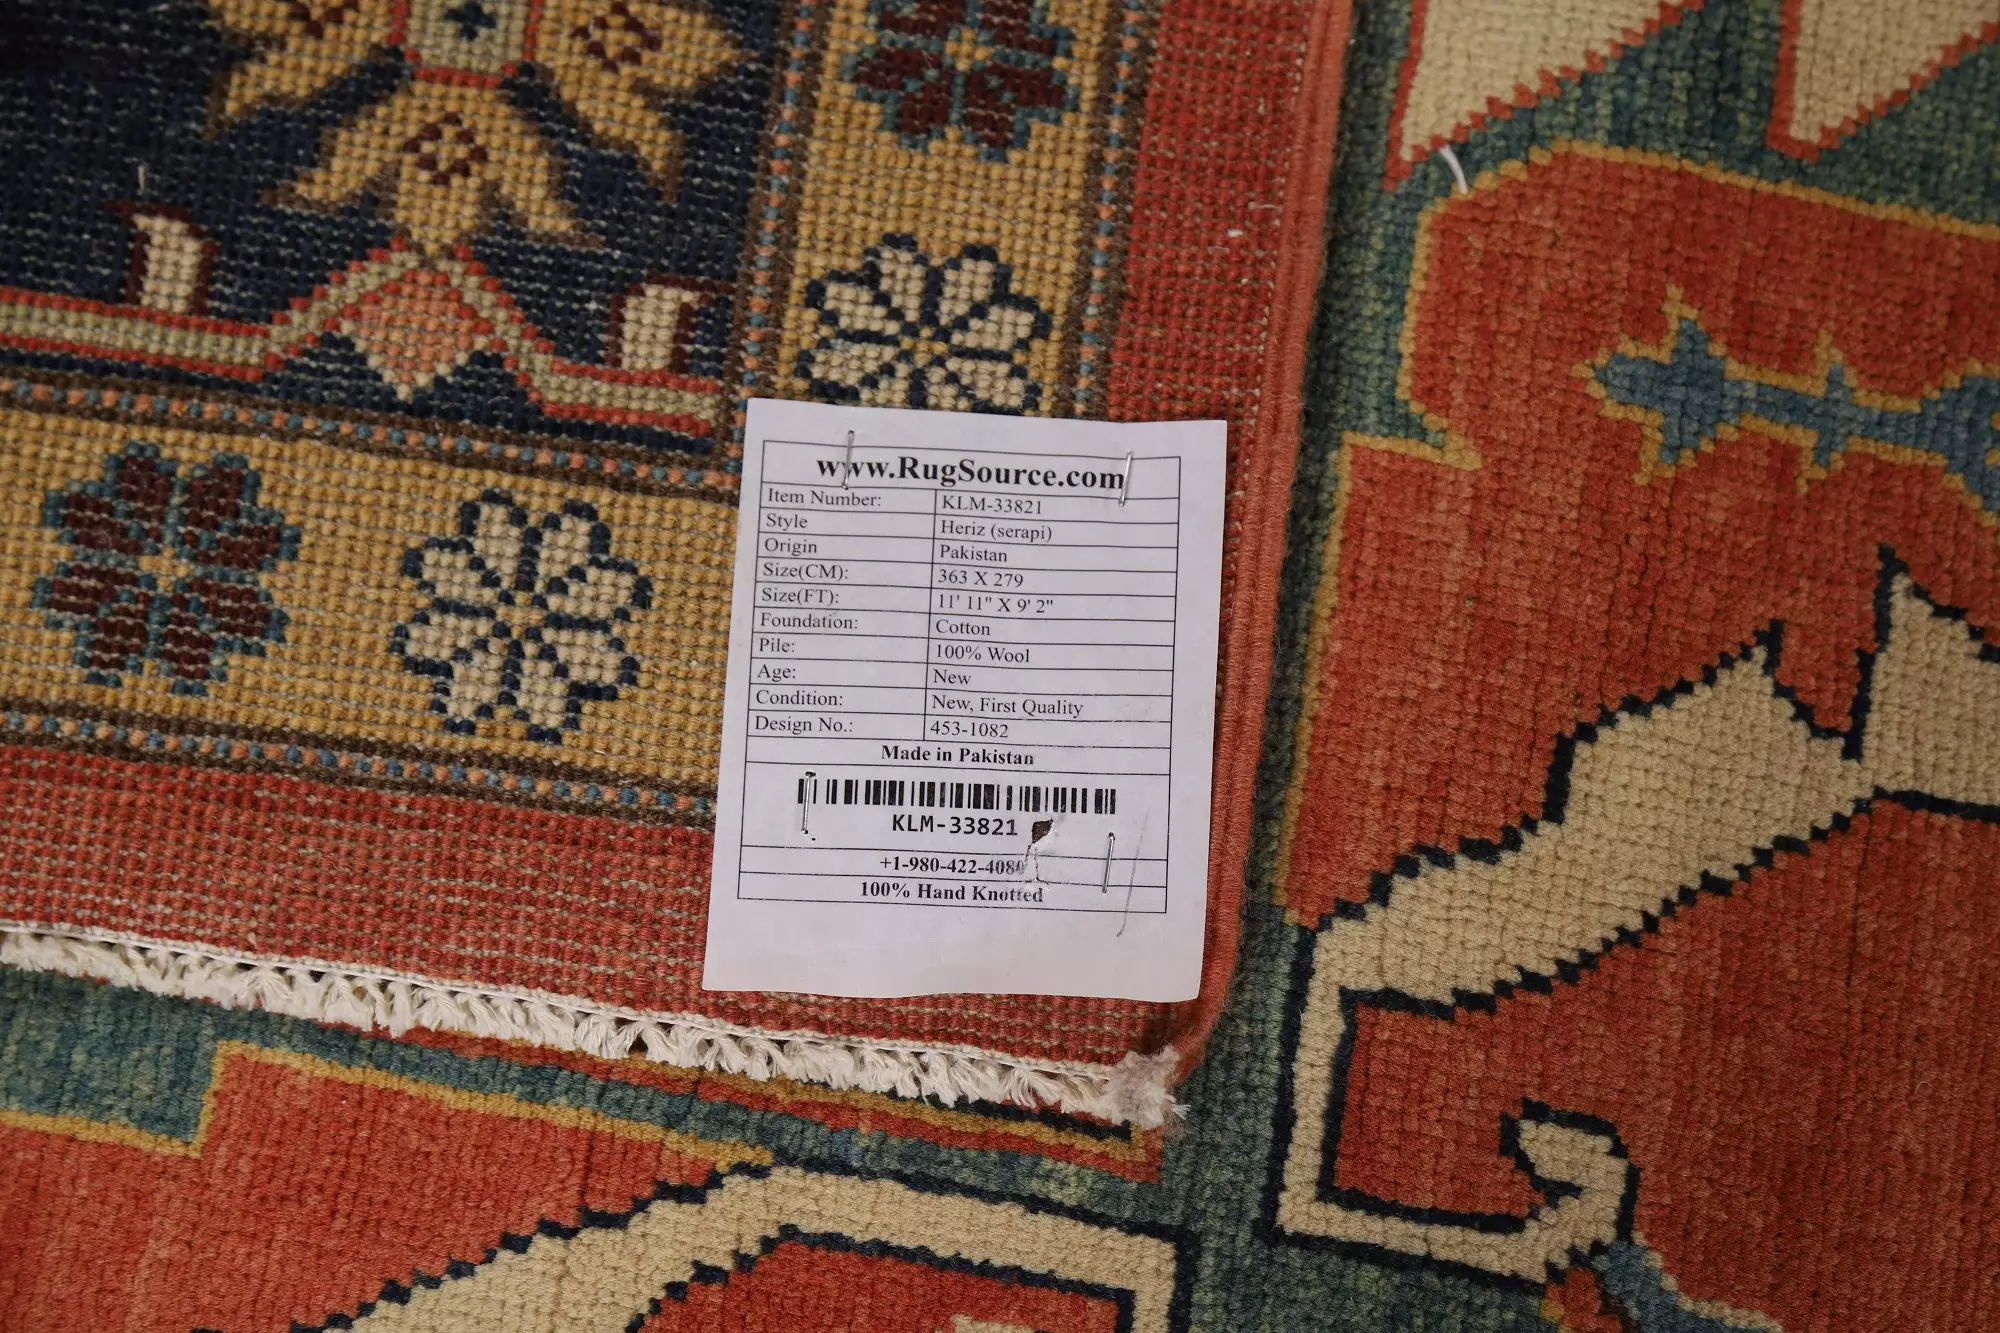 www.RugSource.com
Item Number: KLM-33821
Style Heriz (serapi)
Origin Pakistan
Size(CM): 363 X 279
Size(FT): 11' 11" X 9' 2"
Foundation: Cotton
Pile: 100% Wool
Age: New
Condition: New, First Quality
Design No.: 453-1082
Made in Pakistan
KLM-33821
+1-980-422-4080
100% Hand Knotted